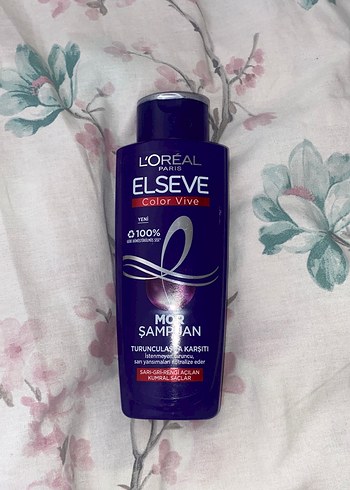 L'ORÉAL
PARIS
ELSEVE
Color Vive
YENİ
100%
MOR
ŞAMPUAN
TURUNCULAŞMA KARŞITI
İstenmeyen turuncu,
sarı yansımaları nötralize eder
SARI-GRİ-RENGİ AÇILAN
KUMRAL SAÇLAR